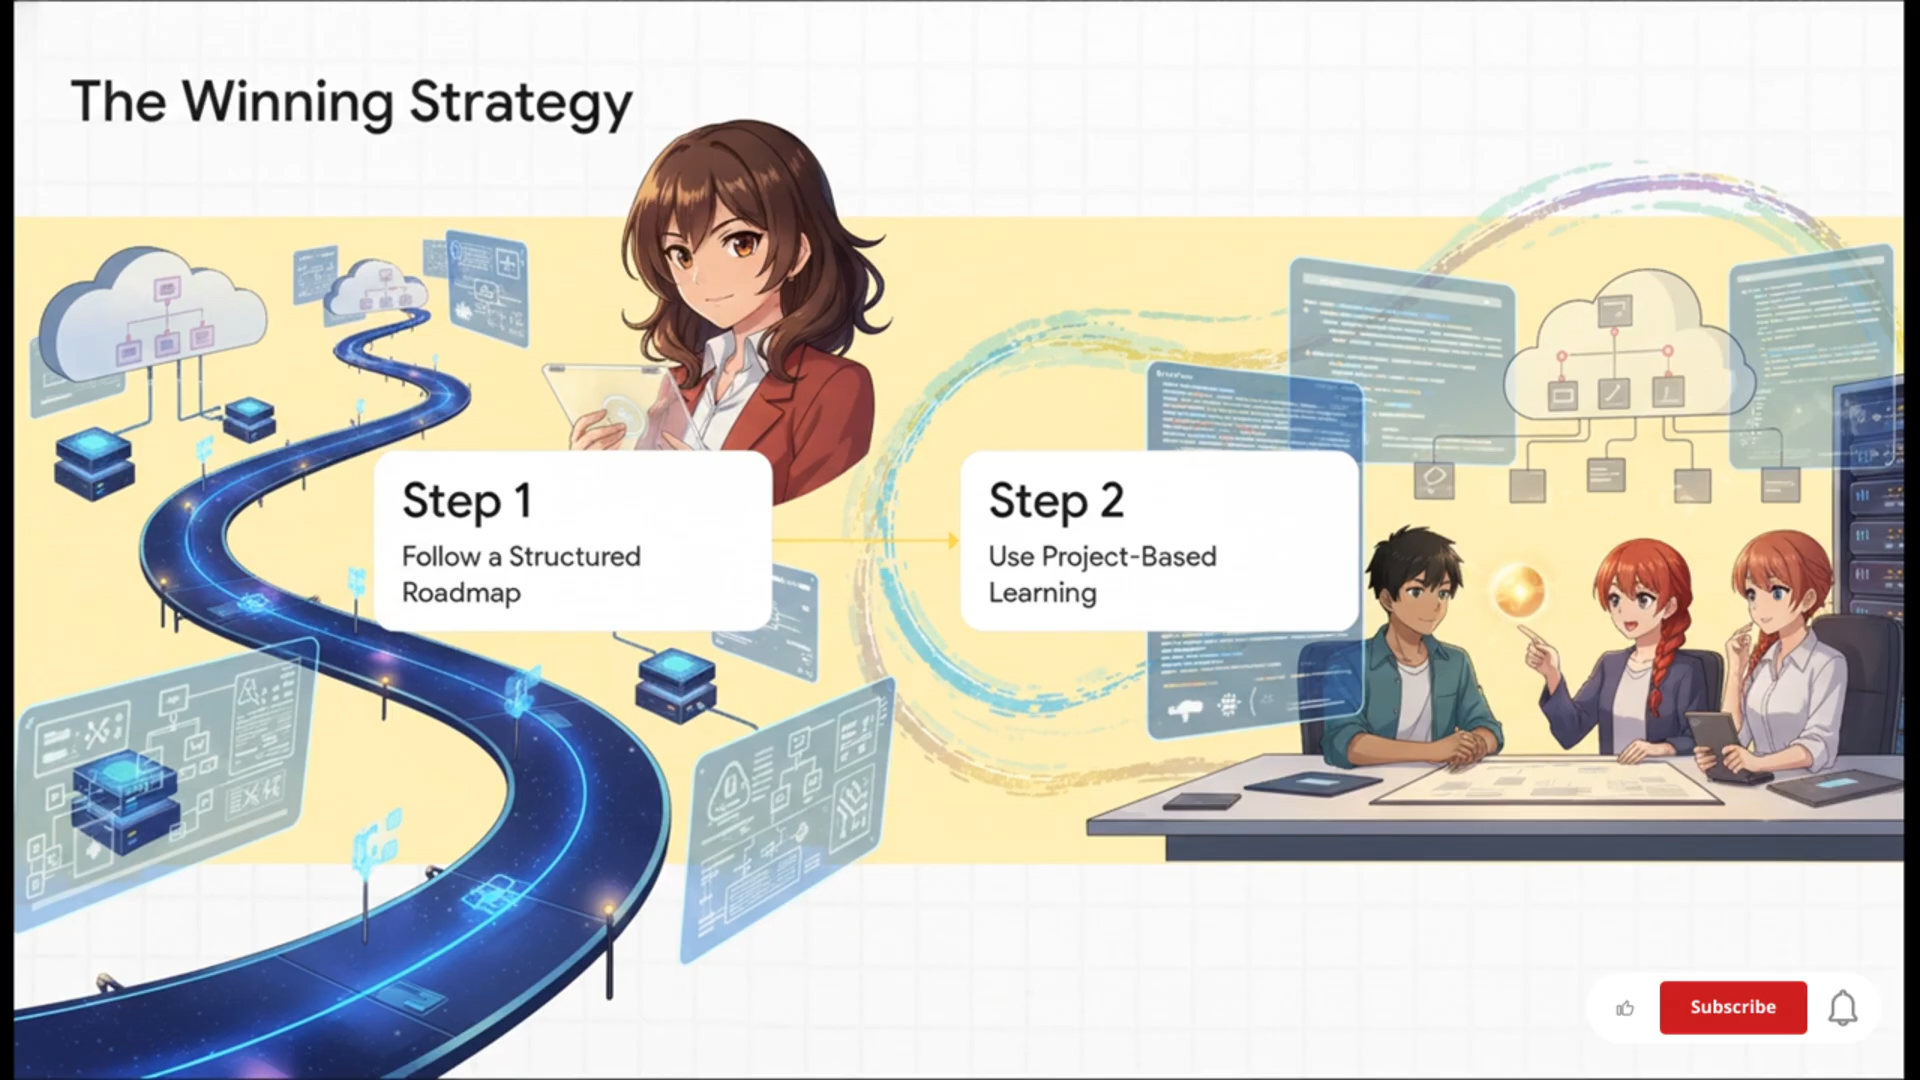 The Winning Strategy
Step 1
Follow a Structured
Roadmap
Step 2
Use Project-Based
Learning
Subscribe